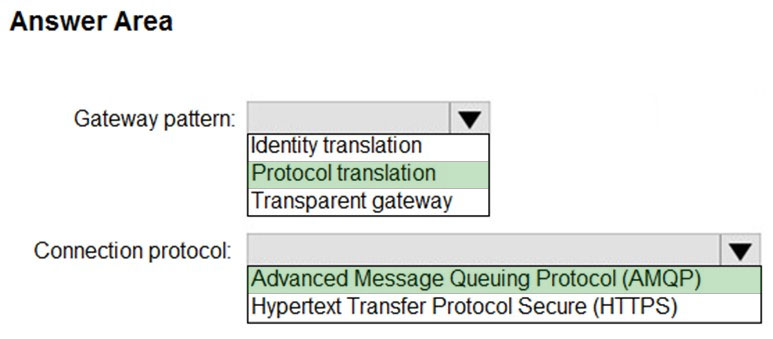 Answer Area
Gateway pattern:
Identity translation
Protocol translation
Transparent gateway
Connection protocol:
Advanced Message Queuing Protocol (AMQP)
Hypertext Transfer Protocol Secure (HTTPS)